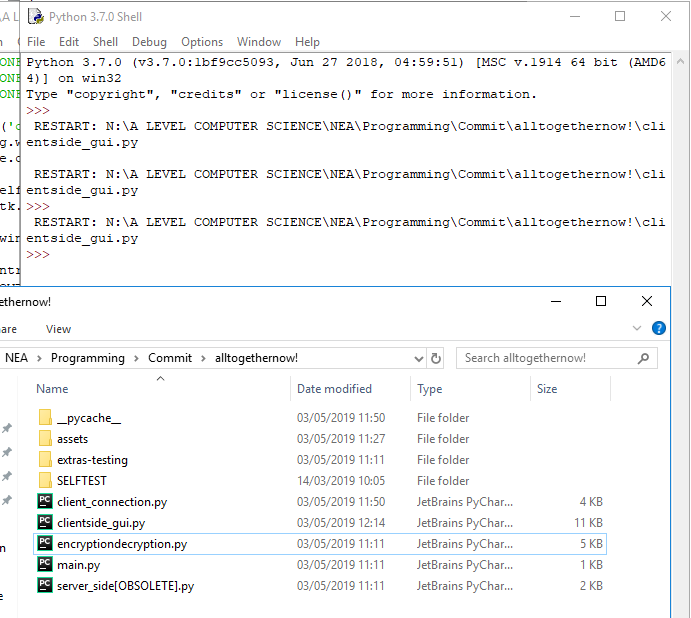 Python 3.7.0 Shell
File Edit Shell Debug Options Window Help
Python 3.7.0 (v3.7.0:1bf9cc5093, Jun 27 2018, 04:59:51) [MSC v.1914 64 bit (AMD6
4)] on win32
Type "copyright", "credits" or "license()" for more information.
>>>
RESTART: N:\A LEVEL COMPUTER SCIENCE\NEA\Programming\Commit\alltogethernow!\cli
entside_gui.py
RESTART: N:\A LEVEL COMPUTER SCIENCE\NEA\Programming\Commit\alltogethernow!\cli
entside_gui.py
>>>
RESTART: N:\A LEVEL COMPUTER SCIENCE\NEA\Programming\Commit\alltogethernow!\cli
entside_gui.py
>>>
ethernow!
are View
NEA > Programming > Commit > alltogethernow!
Search alltogethernow!
Name Date modified Type Size
__pycache__ 03/05/2019 11:50 File folder
assets 03/05/2019 11:27 File folder
extras-testing 03/05/2019 11:11 File folder
SELFTEST 14/03/2019 10:05 File folder
client_connection.py 03/05/2019 11:50 JetBrains PyChar... 4 KB
clientside_gui.py 03/05/2019 12:14 JetBrains PyChar... 11 KB
encryptiondecryption.py 03/05/2019 11:11 JetBrains PyChar... 5 KB
main.py 03/05/2019 11:11 JetBrains PyChar... 1 KB
server_side[OBSOLETE].py 03/05/2019 11:11 JetBrains PyChar... 2 KB